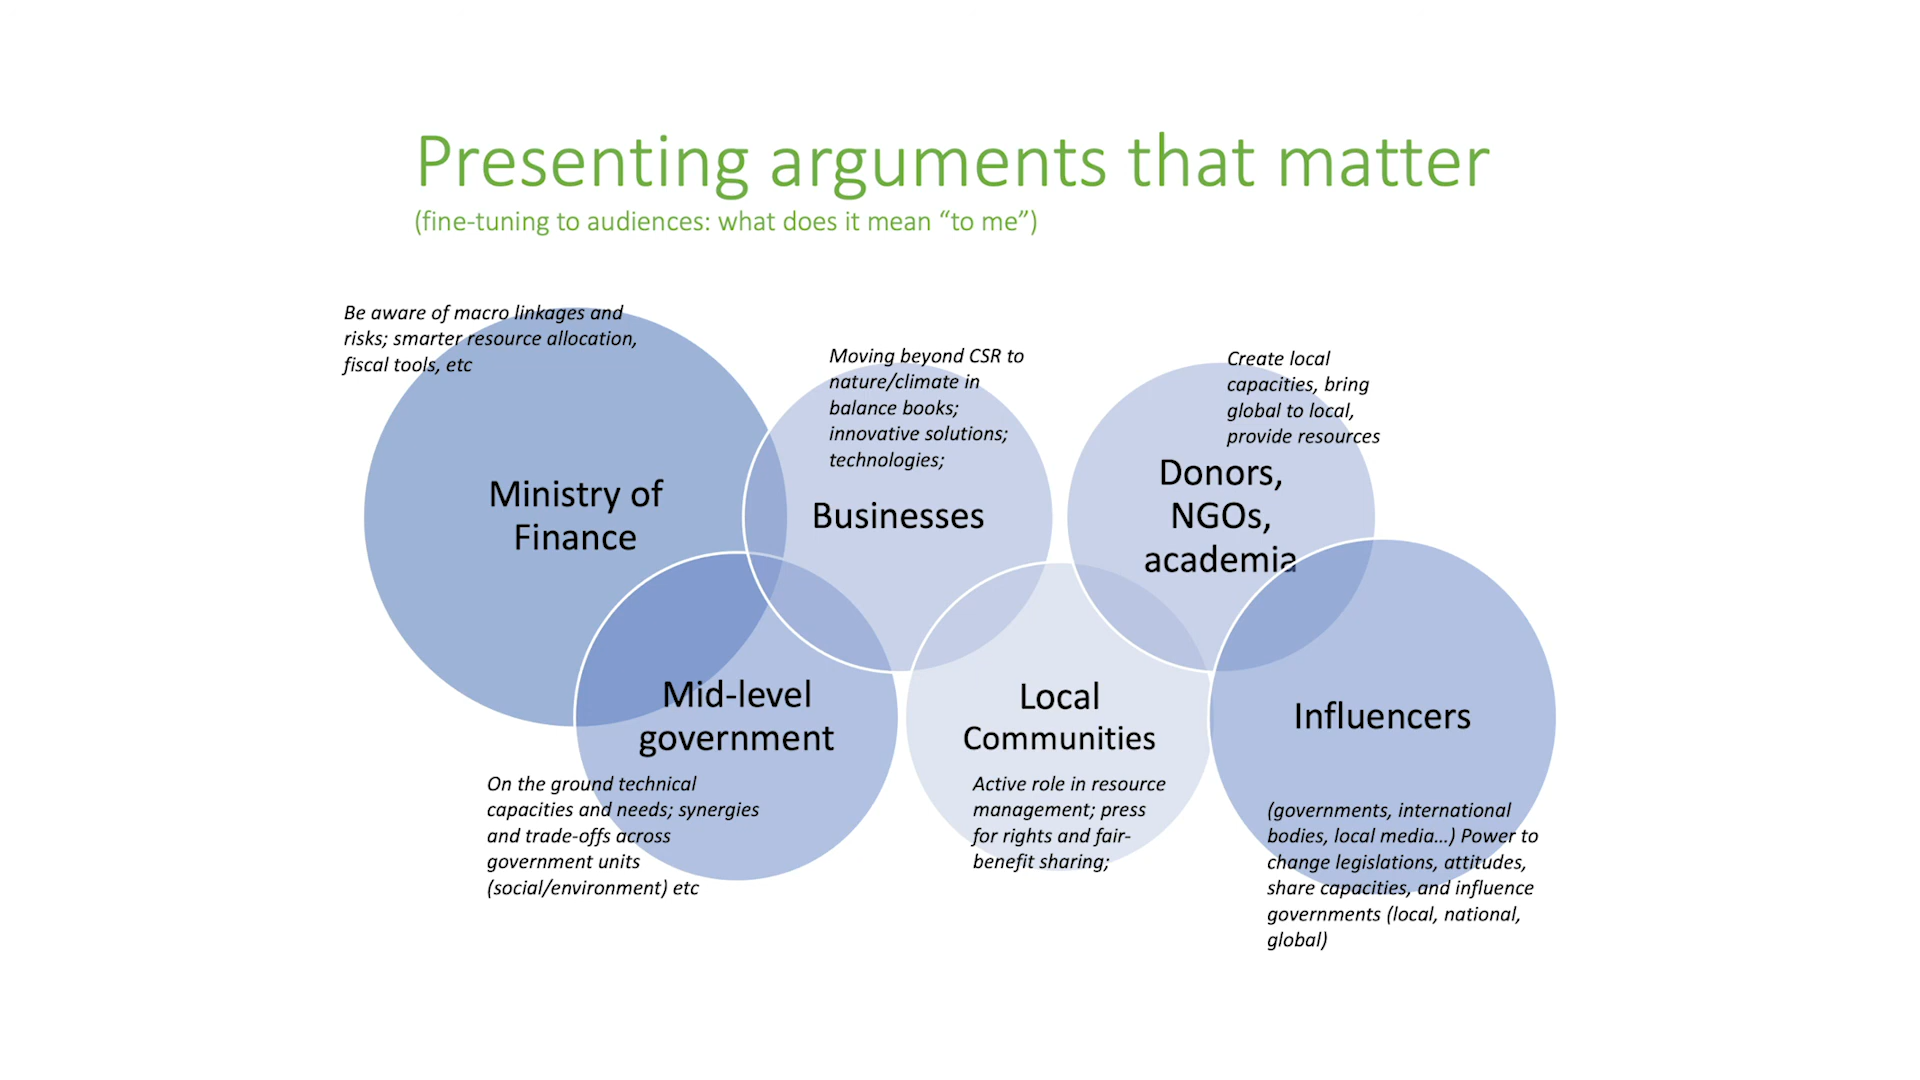 Presenting arguments that matter
(fine-tuning to audiences: what does it mean “to me”)
Be aware of macro linkages and
risks; smarter resource allocation,
fiscal tools, etc
Ministry of
Finance
Moving beyond CSR to
nature/climate in
balance books;
innovative solutions;
technologies;
Businesses
Create local
capacities, bring
global to local,
provide resources
Donors,
NGOs,
academia
Mid-level
government
On the ground technical
capacities and needs; synergies
and trade-offs across
government units
(social/environment) etc
Local
Communities
Active role in resource
management; press
for rights and fair-
benefit sharing;
Influencers
(governments, international
bodies, local media…) Power to
change legislations, attitudes,
share capacities, and influence
governments (local, national,
global)